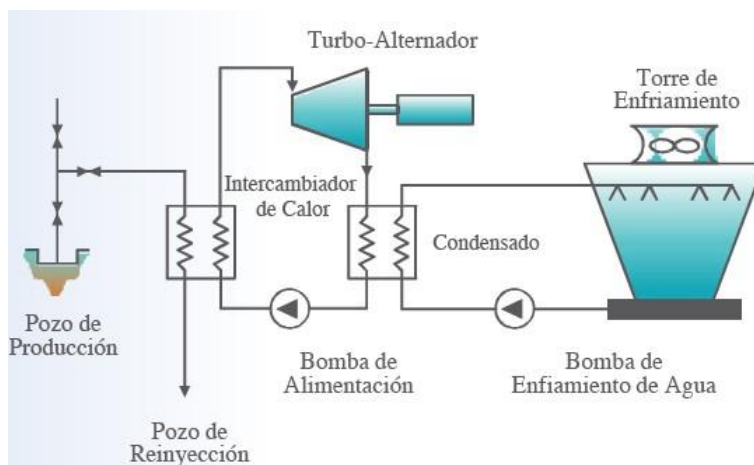 Turbo-Alternador
Torre de
Enfriamiento
Intercambiador
de Calor
Condensado
Pozo de
Producción
Bomba de
Alimentación
Bomba de
Enfiamiento de Agua
Pozo de
Reinyección